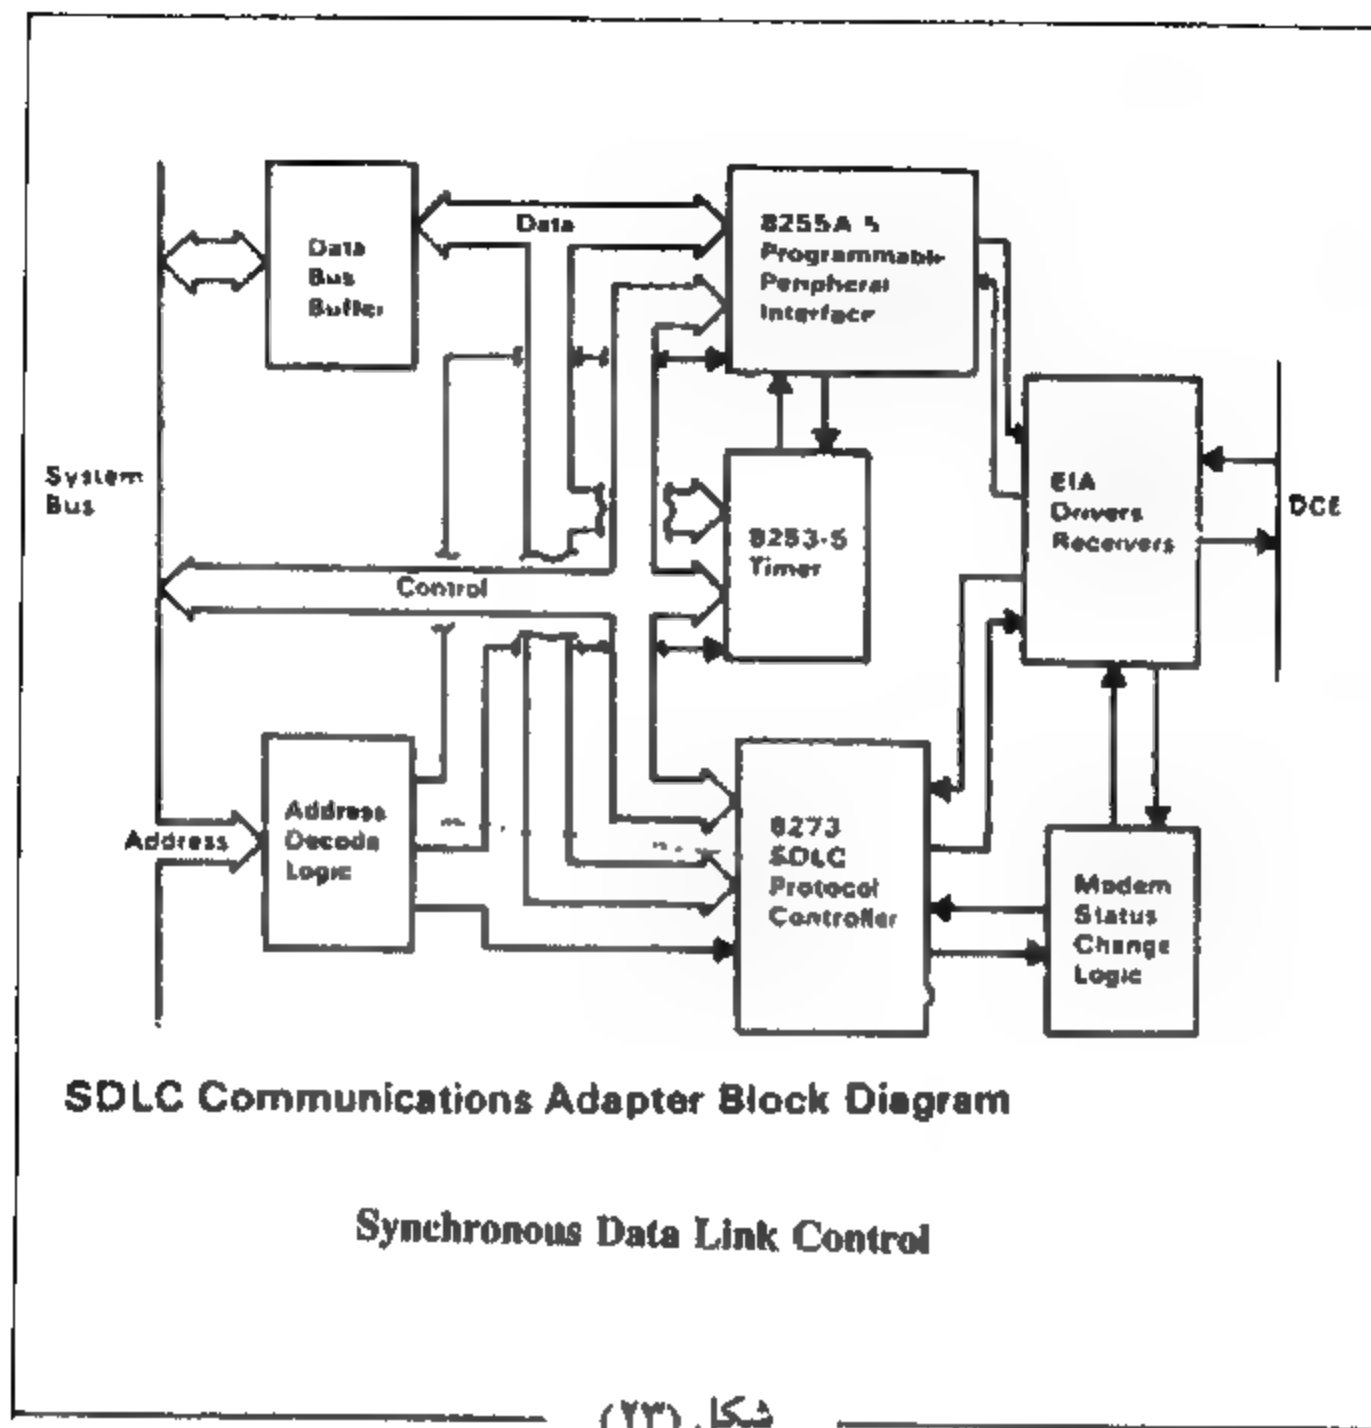 Data
Bus
Buffer
Data
8255A 5
Programmable
Peripheral
Interface
System
Bus
8253-5
Timer
EIA
Drivers
Receivers
DCE
Control
Address
Address
Decode
Logic
8273
SDLC
Protocol
Controller
Modem
Status
Change
Logic
SDLC Communications Adapter Block Diagram
Synchronous Data Link Control
شكل (٢٣)